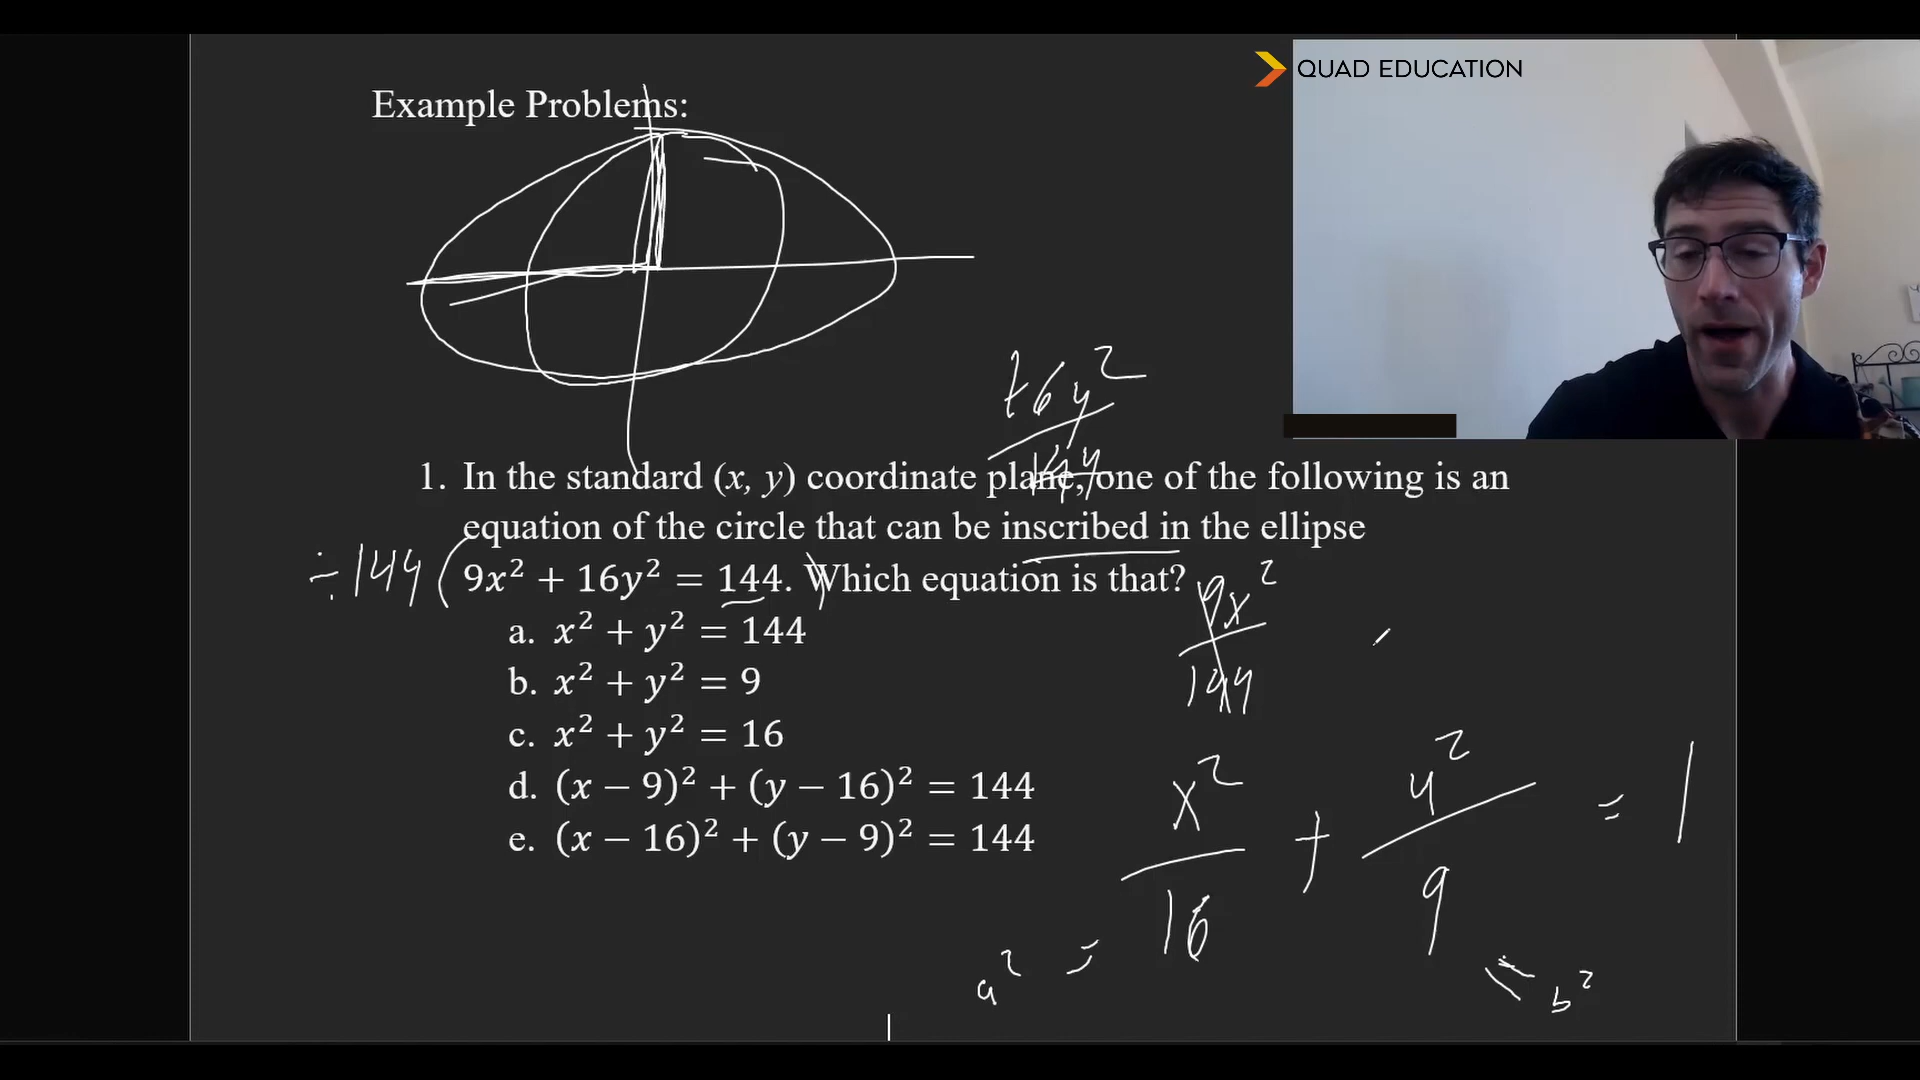 QUAD EDUCATION
Example Problems:
16y²
144
1. In the standard (x, y) coordinate plane, one of the following is an
equation of the circle that can be inscribed in the ellipse
÷144 ( 9x² + 16y² = 144. ) Which equation is that?
9x²
144
a. x² + y² = 144
b. x² + y² = 9
c. x² + y² = 16
d. (x − 9)² + (y − 16)² = 144
e. (x − 16)² + (y − 9)² = 144
x² + y² = 1
16 9
a² = = b²